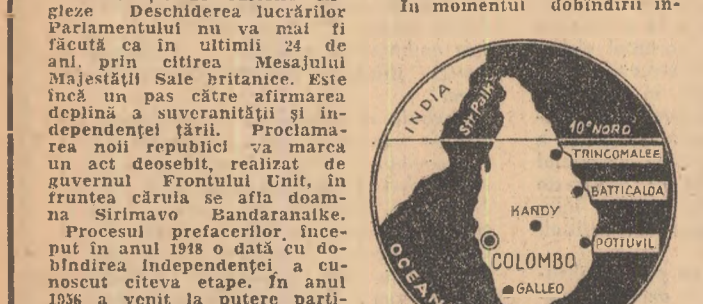 gleze Deschiderea lucrărilor
Parlamentului nu va mai fi
făcută ca în ultimii 24 de
ani, prin citirea Mesajului
Majestății Sale britanice. Este
încă un pas către afirmarea
deplină a suveranității și in-
dependenței țării. Proclama-
rea noii republici va marca
un act deosebit, realizat de
guvernul Frontului Unit, în
fruntea căruia se afla doam-
na Sirimavo Bandaranaike.
Procesul prefacerilor înce-
put în anul 1948 o dată cu do-
bîndirea independenței a cu-
noscut cîteva etape. În anul
1956 a venit la putere parti-
În momentul dobîndirii in-
INDIA
Str. Palk
10° NORD
TRINCOMALEE
BATTICALOA
KANDY
POTTUVIL
COLOMBO
GALLEO
OCEAN